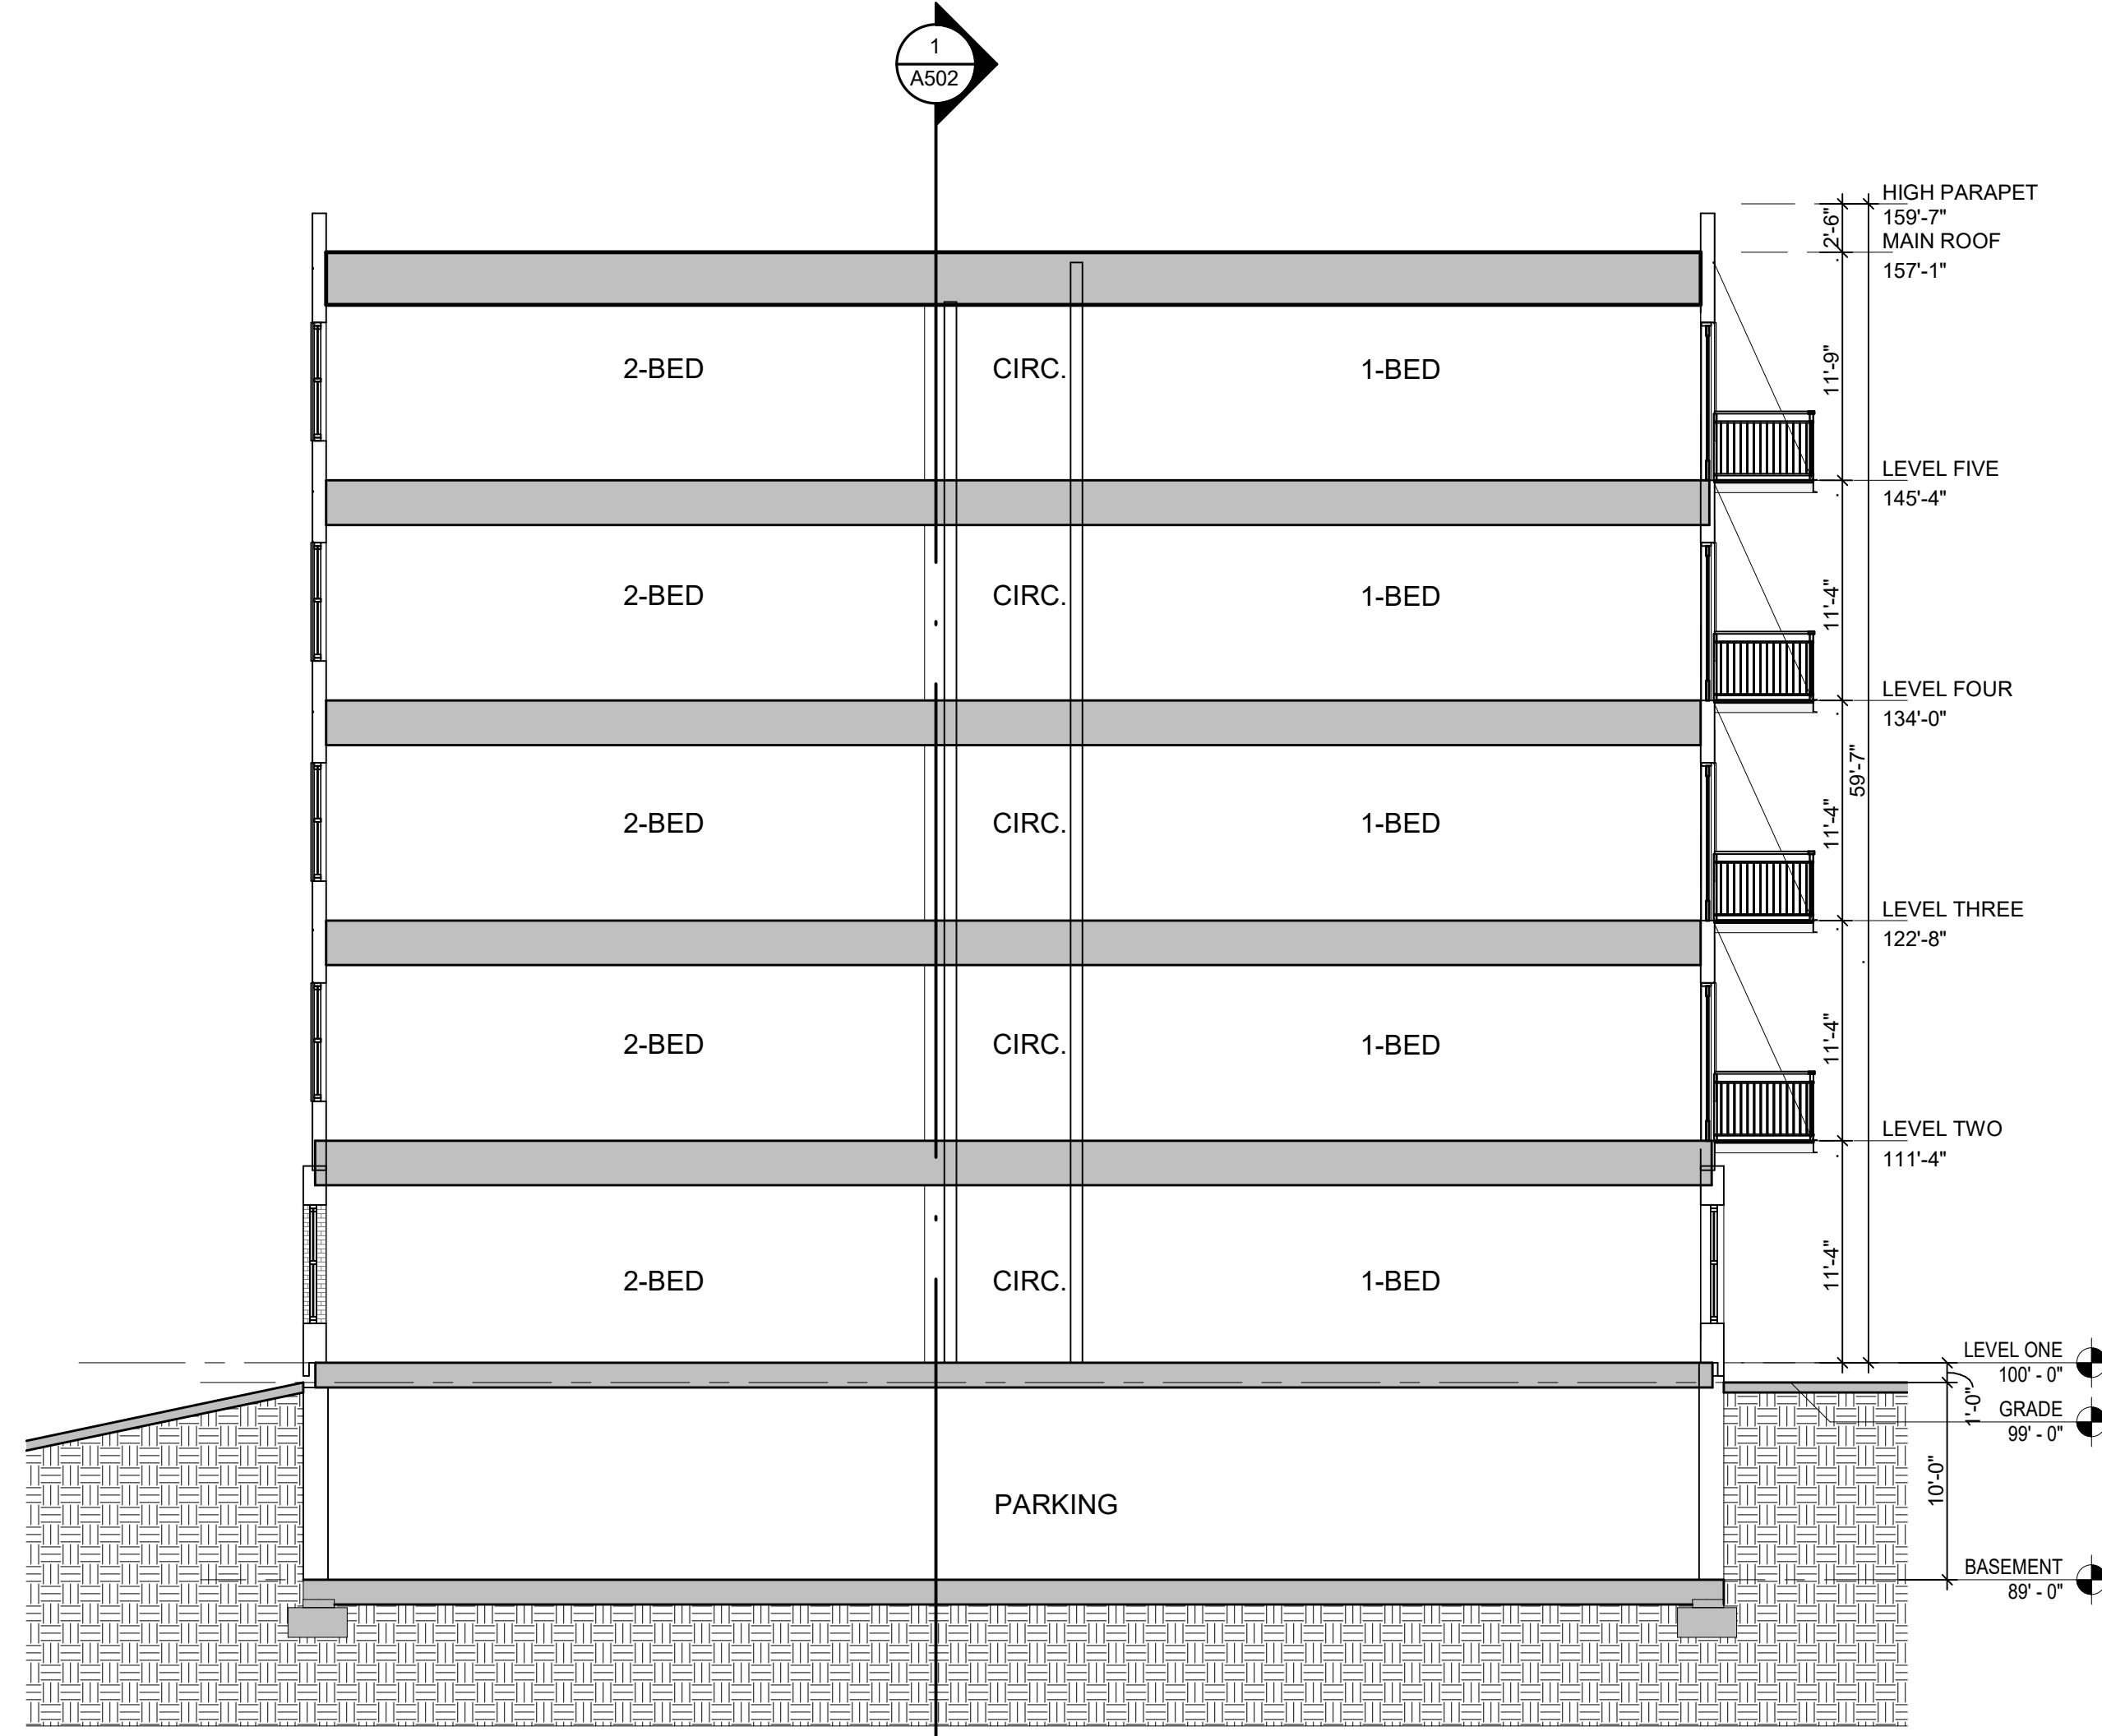 1
A502
HIGH PARAPET
159'-7"
2'-6"
MAIN ROOF
157'-1"
2-BED
CIRC.
1-BED
11'-9"
LEVEL FIVE
145'-4"
2-BED
CIRC.
1-BED
11'-4"
LEVEL FOUR
134'-0"
59'-7"
2-BED
CIRC.
1-BED
11'-4"
LEVEL THREE
122'-8"
2-BED
CIRC.
1-BED
11'-4"
LEVEL TWO
111'-4"
2-BED
CIRC.
1-BED
11'-4"
LEVEL ONE
100' - 0"
1'-0"
GRADE
99' - 0"
10'-0"
PARKING
BASEMENT
89' - 0"